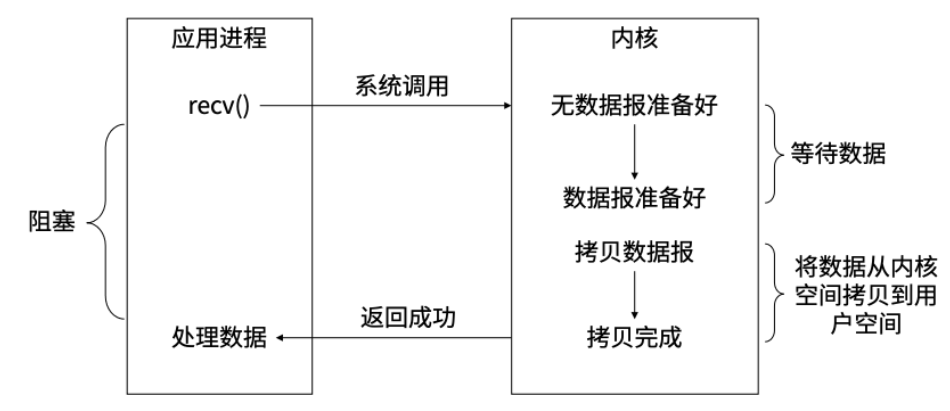 应用进程
内核
系统调用
recv()
无数据报准备好
等待数据
数据报准备好
阻塞
拷贝数据报
将数据从内核
空间拷贝到用
户空间
返回成功
处理数据
拷贝完成